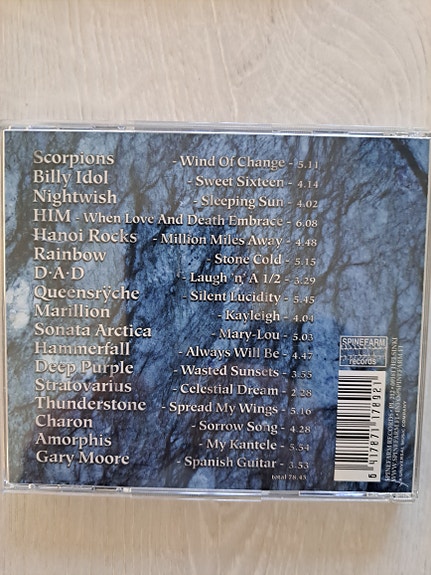 Scorpions - Wind Of Change - 5.11
Billy Idol - Sweet Sixteen - 4.14
Nightwish - Sleeping Sun - 4.02
HIM - When Love And Death Embrace - 6.08
Hanoi Rocks - Million Miles Away - 4.48
Rainbow - Stone Cold - 5.15
D·A·D - Laugh 'n' A 1/2 - 3.29
Queensrÿche - Silent Lucidity - 5.45
Marillion - Kayleigh - 4.04
Sonata Arctica - Mary-Lou - 5.03
Hammerfall - Always Will Be - 4.47
Deep Purple - Wasted Sunsets - 3.55
Stratovarius - Celestial Dream - 2.28
Thunderstone - Spread My Wings - 5.16
Charon - Sorrow Song - 4.28
Amorphis - My Kantele - 5.54
Gary Moore - Spanish Guitar - 3.53
total 78.43
SPINEFARM
records